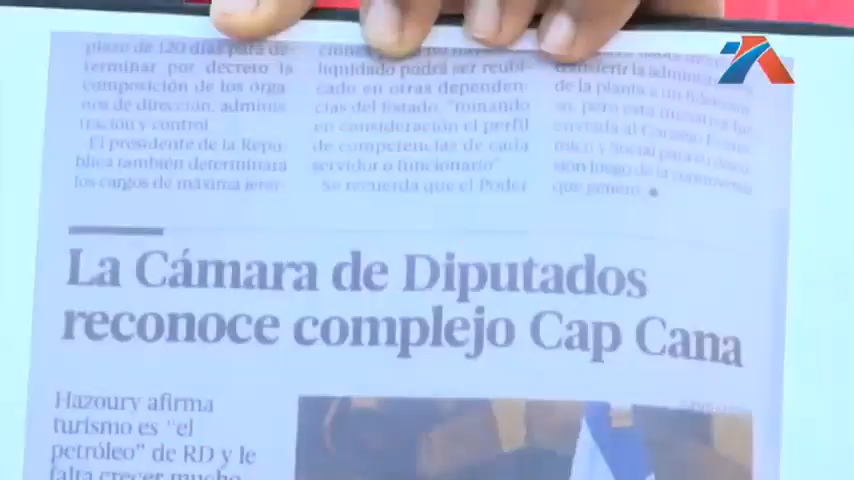 plazo de 120 días para de-
terminar por decreto la
composición de los órga-
nos de dirección, adminis-
tración y control.
El presidente de la Repú-
blica también determinará
los cargos de máxima jerar-
liquidado podrá ser reubi-
cado en otras dependen-
cias del Estado, "tomando
en consideración el perfil
de competencias de cada
servidor o funcionario".
Se recuerda que el Poder
transferir la administra
de la planta a un fideicomi
so, pero esta iniciativa fue
enviada al Consejo Econó
mico y Social para su discu
sión luego de la controversia
que generó.
La Cámara de Diputados
reconoce complejo Cap Cana
Hazoury afirma
turismo es "el
petróleo" de RD y le
falta crecer mucho